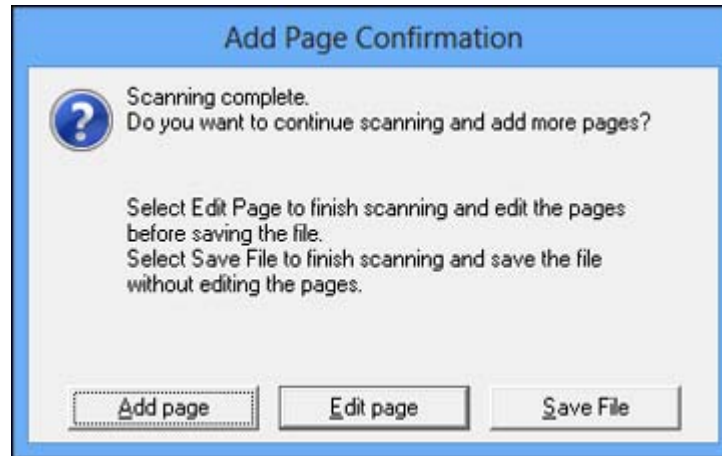 Add Page Confirmation
Scanning complete.
Do you want to continue scanning and add more pages?
Select Edit Page to finish scanning and edit the pages
before saving the file.
Select Save File to finish scanning and save the file
without editing the pages.
Add page
Edit page
Save File